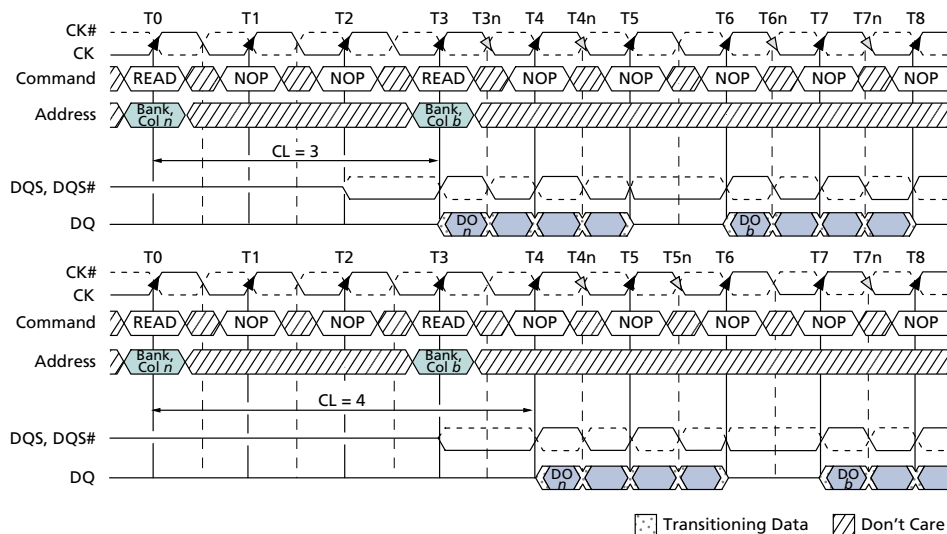 T0 T1 T2 T3 T3n T4 T4n T5 T6 T6n T7 T7n T8
CK#
CK
Command READ NOP NOP READ NOP NOP NOP NOP NOP
Address Bank, Col n Bank, Col b
CL = 3
DQS, DQS#
DQ DO n DO b
T0 T1 T2 T3 T4 T4n T5 T5n T6 T7 T7n T8
CK#
CK
Command READ NOP NOP READ NOP NOP NOP NOP NOP
Address Bank, Col n Bank, Col b
CL = 4
DQS, DQS#
DQ DO n DO b
Transitioning Data Don't Care